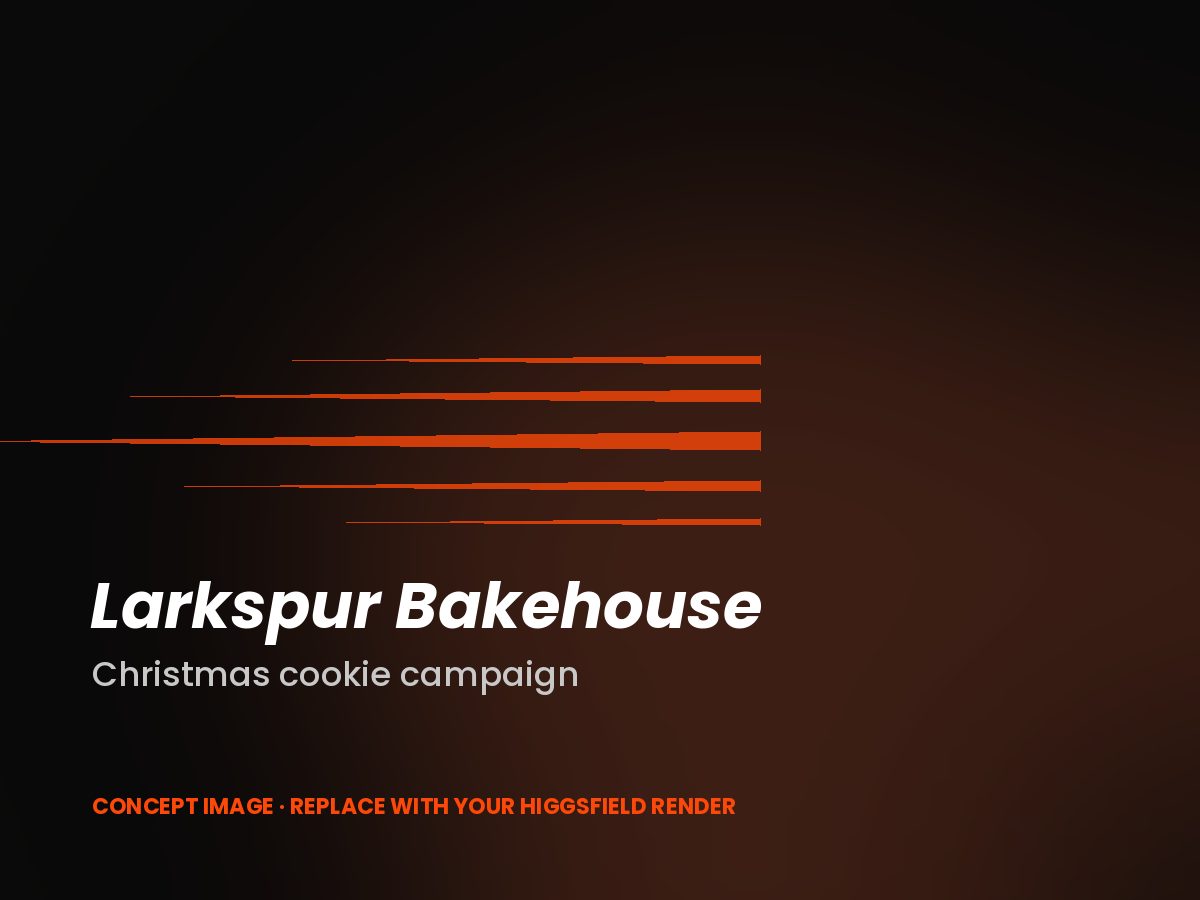 Larkspur Bakehouse
Christmas cookie campaign
CONCEPT IMAGE · REPLACE WITH YOUR HIGGSFIELD RENDER